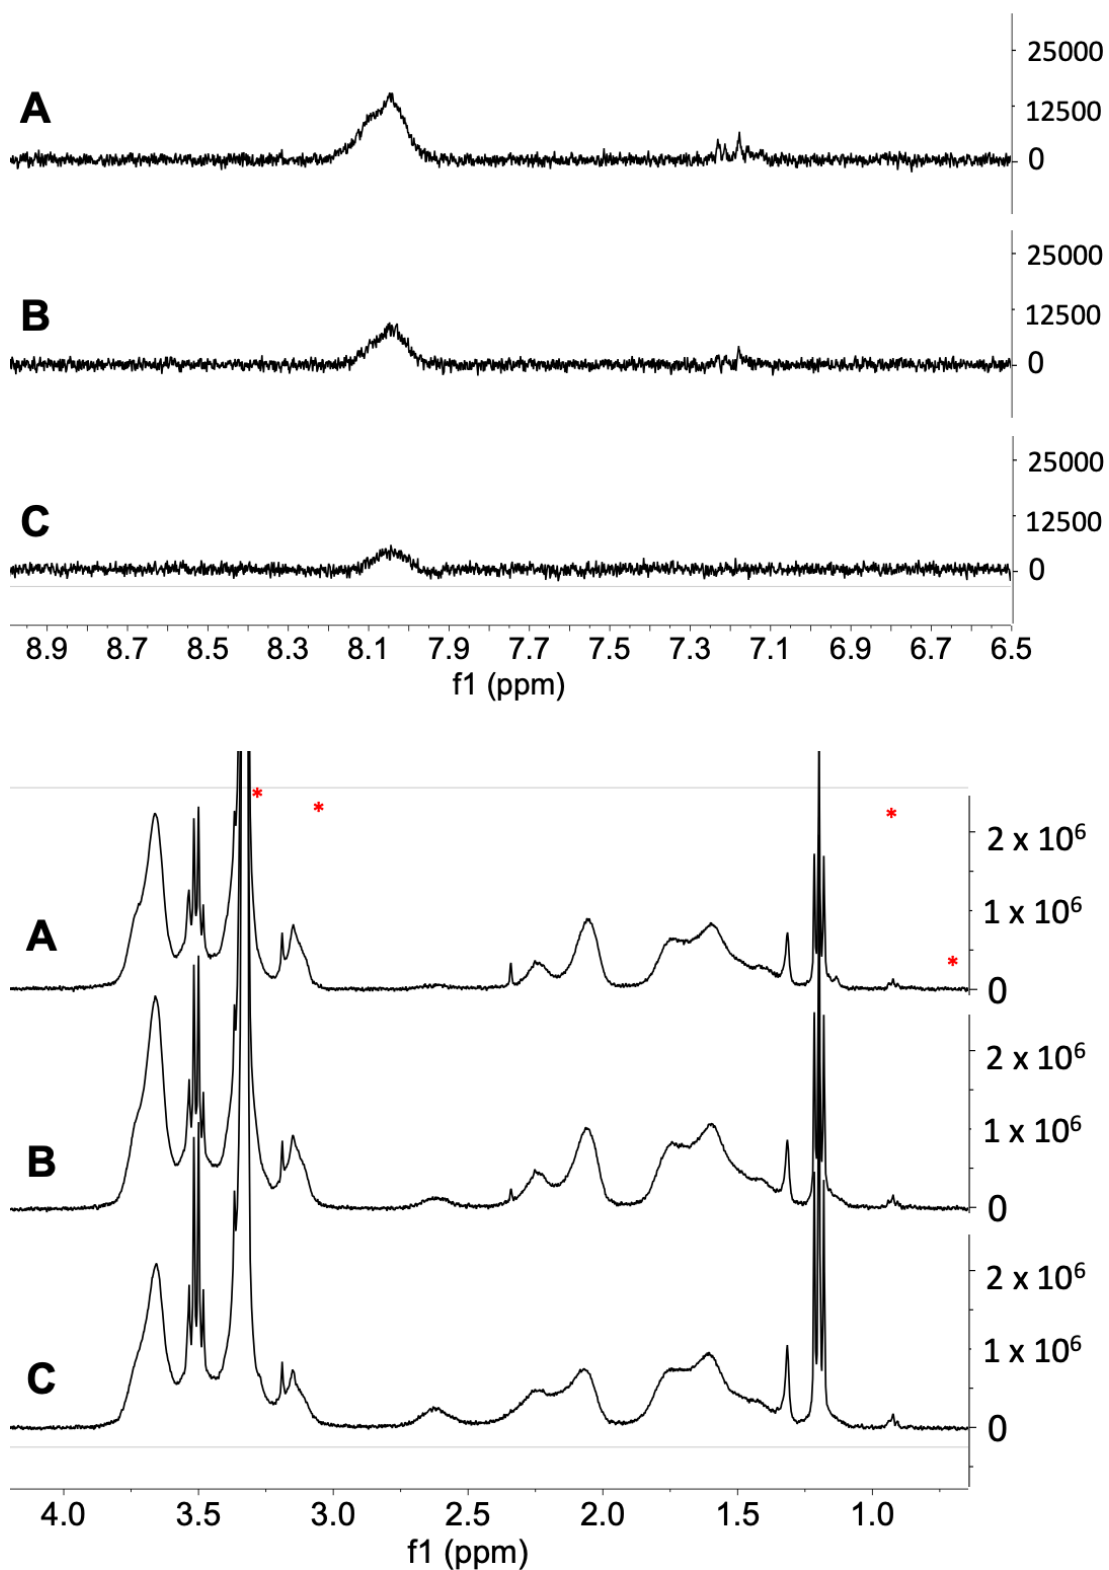 A
25000
12500
0
B
25000
12500
0
C
25000
12500
0
8.9 8.7 8.5 8.3 8.1 7.9 7.7 7.5 7.3 7.1 6.9 6.7 6.5
f1 (ppm)
* * *
A
2 x 10⁶
1 x 10⁶
*
0
B
2 x 10⁶
1 x 10⁶
0
C
2 x 10⁶
1 x 10⁶
0
4.0 3.5 3.0 2.5 2.0 1.5 1.0
f1 (ppm)